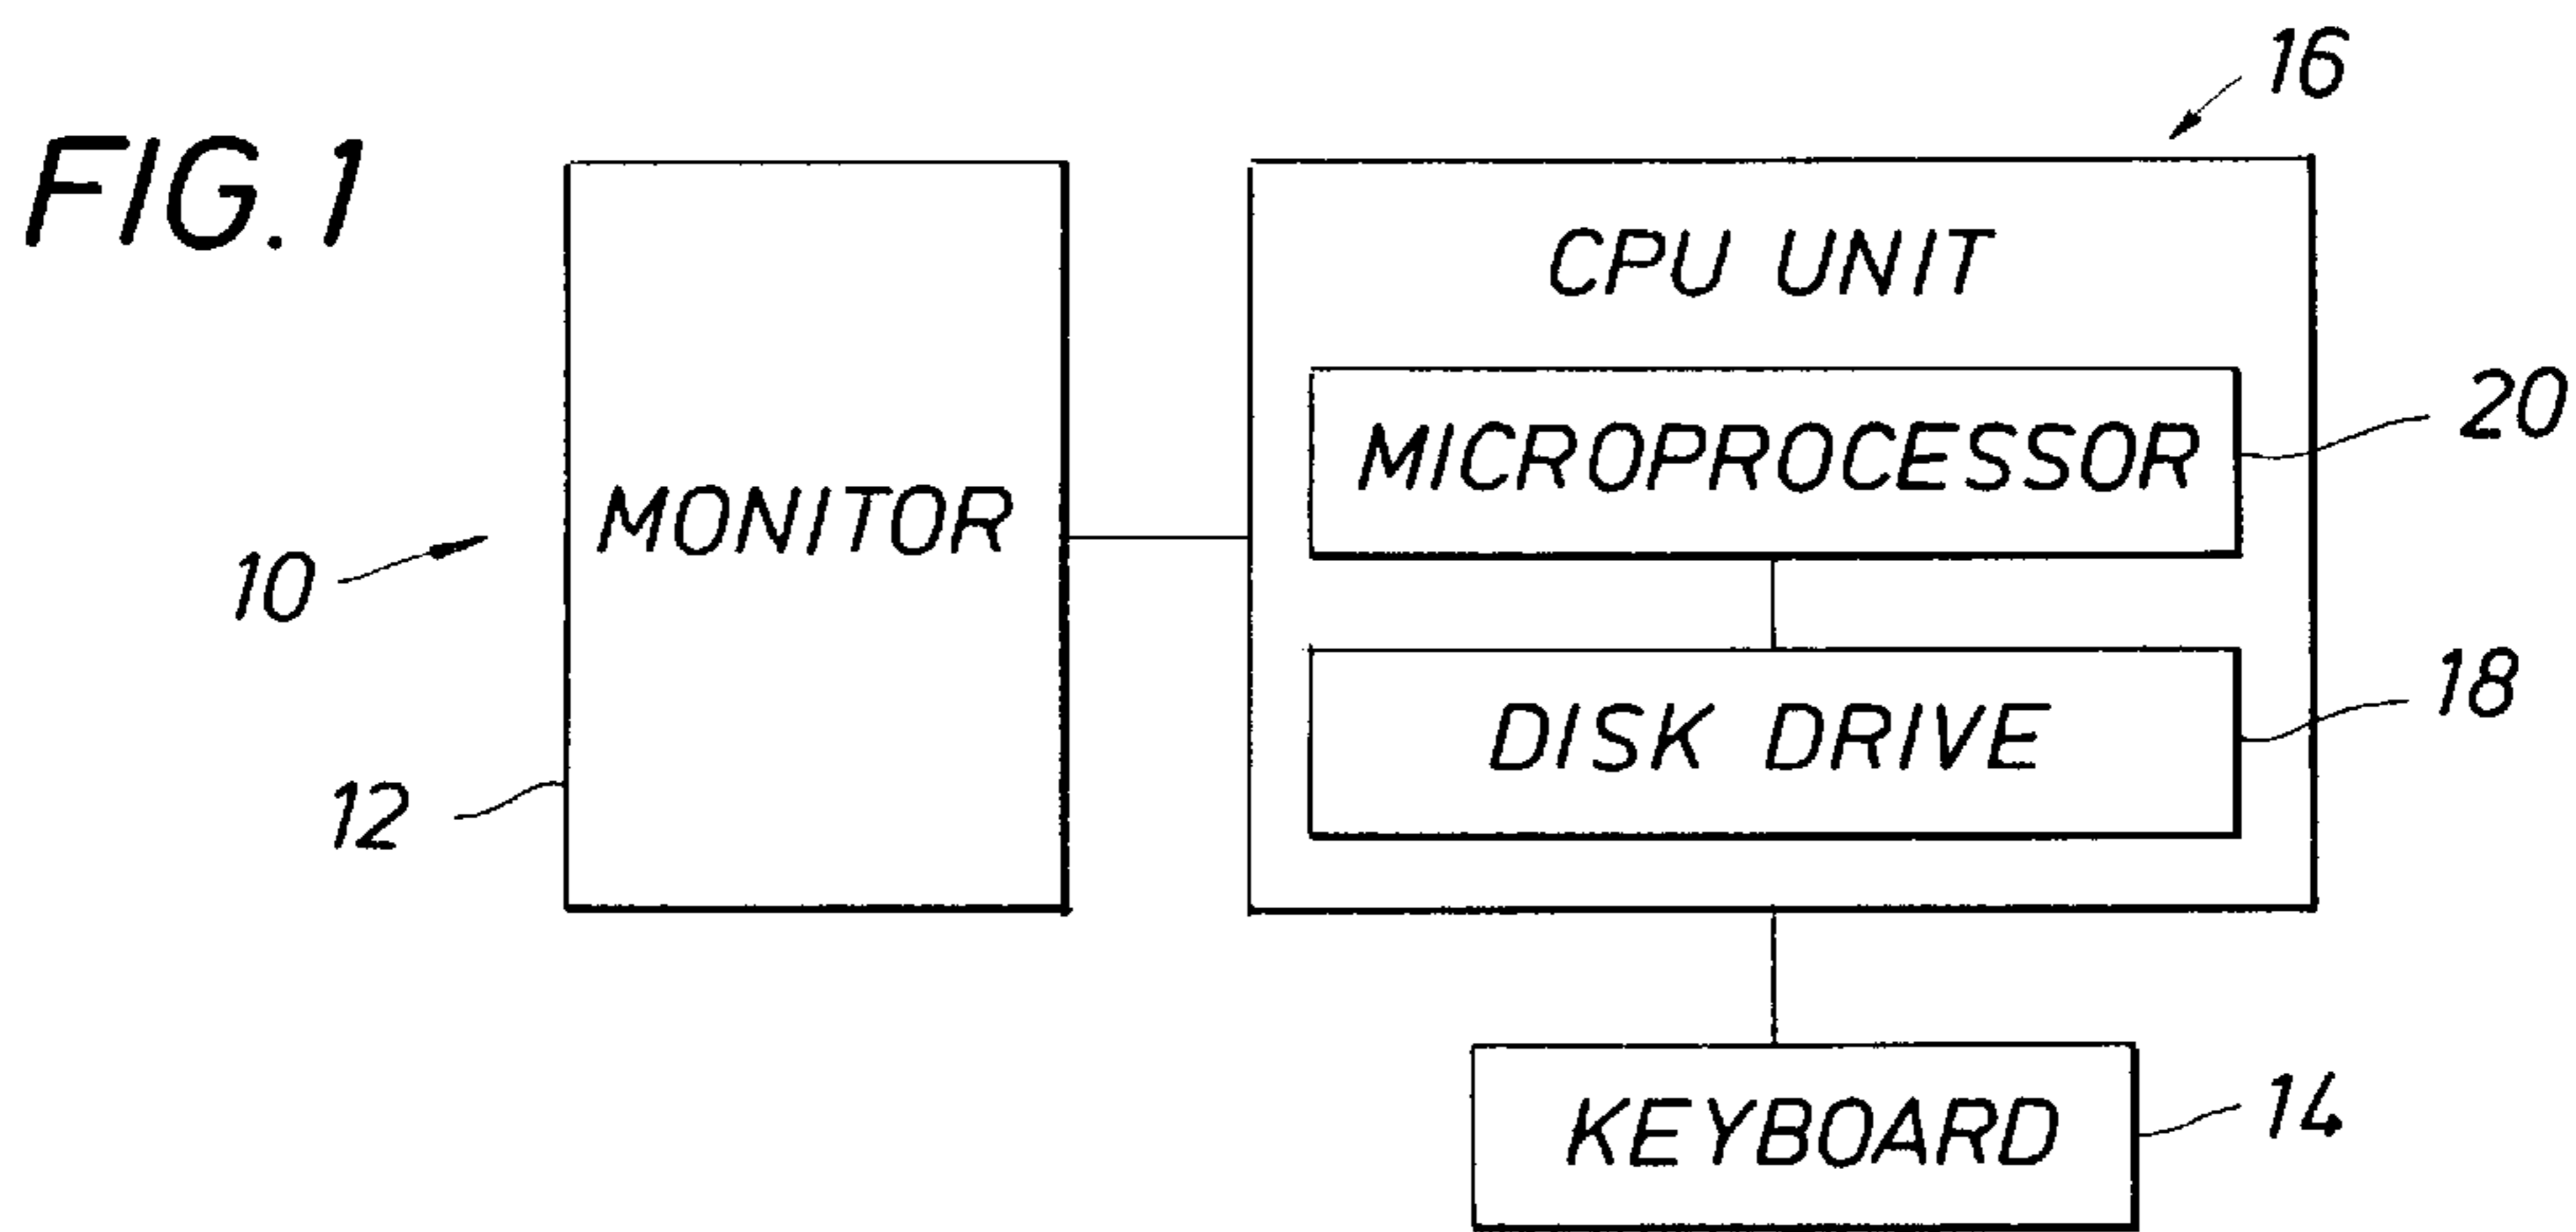 FIG. 1
16
CPU UNIT
20
MICROPROCESSOR
MONITOR
10
18
DISK DRIVE
12
14
KEYBOARD